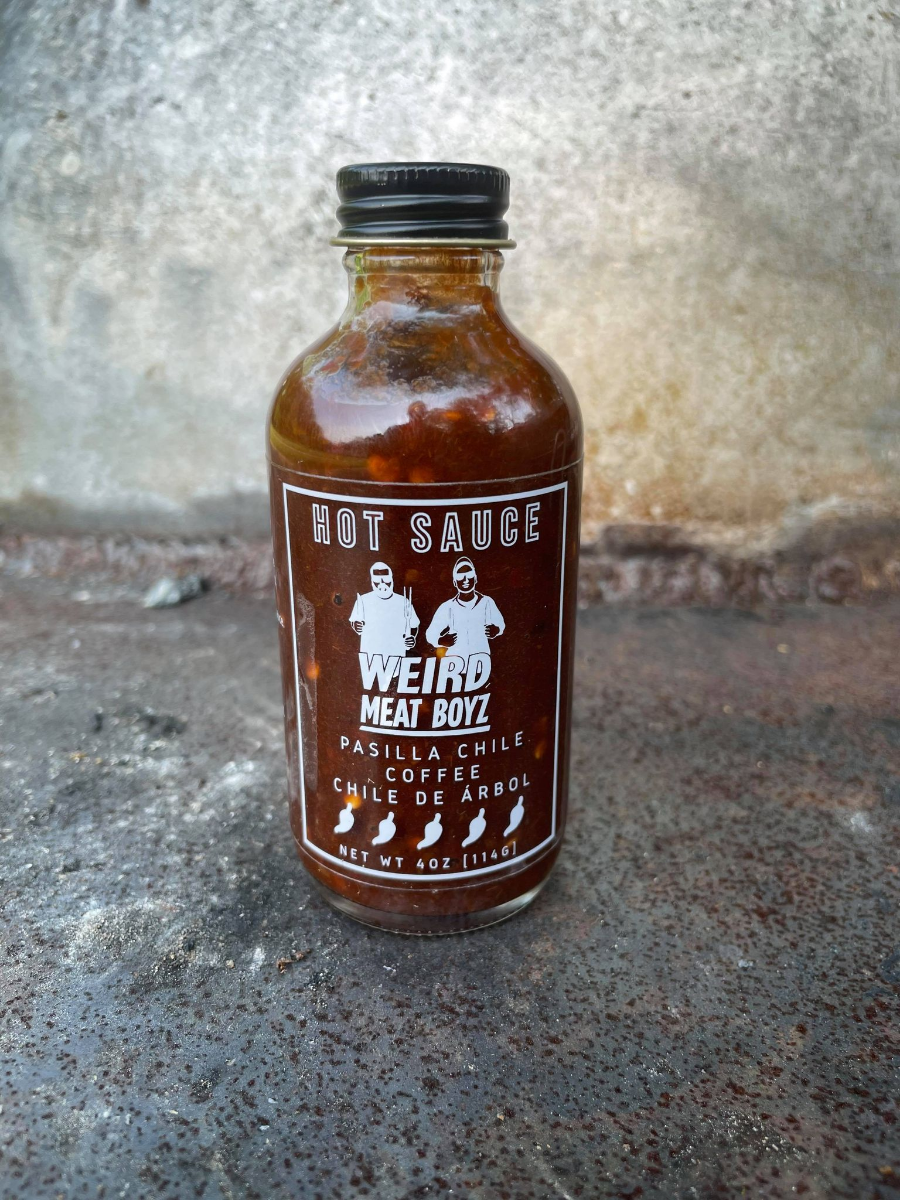 HOT SAUCE
WEIRD
MEAT BOYZ
PASILLA CHILE
COFFEE
CHILE DE ÁRBOL
NET WT 4OZ [114G]